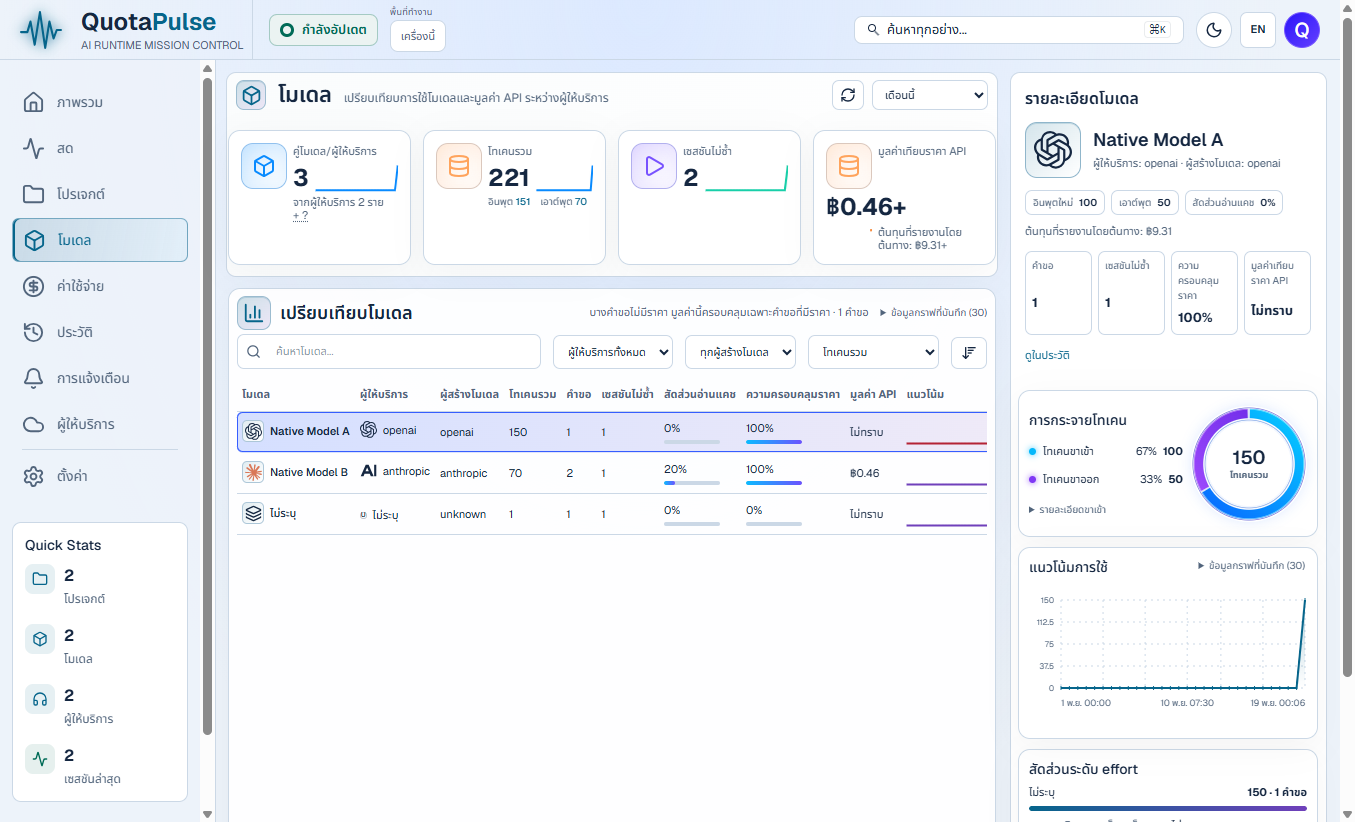 QuotaPulse
AI RUNTIME MISSION CONTROL
กำลังอัปเดต
พื้นที่ทำงาน
เครื่องนี้
ค้นหาทุกอย่าง...
⌘K
EN
Q
ภาพรวม
สด
โปรเจกต์
โมเดล
ค่าใช้จ่าย
ประวัติ
การแจ้งเตือน
ผู้ให้บริการ
ตั้งค่า
Quick Stats
2
โปรเจกต์
2
โมเดล
2
ผู้ให้บริการ
2
เซสชันล่าสุด
โมเดล เปรียบเทียบการใช้โมเดลและมูลค่า API ระหว่างผู้ให้บริการ
เดือนนี้
คู่โมเดล/ผู้ให้บริการ
3
จากผู้ให้บริการ 2 ราย
+ ?
โทเคนรวม
221
อินพุต 151 เอาต์พุต 70
เซสชันไม่ซ้ำ
2
มูลค่าเทียบราคา API
฿0.46+
ต้นทุนที่รายงานโดย
ต้นทาง: ฿9.31+
เปรียบเทียบโมเดล
บางคำขอไม่มีราคา มูลค่านี้ครอบคลุมเฉพาะคำขอที่มีราคา · 1 คำขอ
ข้อมูลกราฟที่บันทึก (30)
ค้นหาโมเดล...
ผู้ให้บริการทั้งหมด
ทุกผู้สร้างโมเดล
โทเคนรวม
โมเดล ผู้ให้บริการ ผู้สร้างโมเดล โทเคนรวม คำขอ เซสชันไม่ซ้ำ สัดส่วนอ่านแคช ความครอบคลุมราคา มูลค่า API แนวโน้ม
Native Model A openai openai 150 1 1 0% 100% ไม่ทราบ
Native Model B AI anthropic anthropic 70 2 1 20% 100% ฿0.46
ไม่ระบุ ไม่ระบุ unknown 1 1 1 0% 0% ไม่ทราบ
รายละเอียดโมเดล
Native Model A
ผู้ให้บริการ: openai · ผู้สร้างโมเดล: openai
อินพุตใหม่ 100
เอาต์พุต 50
สัดส่วนอ่านแคช 0%
ต้นทุนที่รายงานโดยต้นทาง: ฿9.31
คำขอ
1
เซสชันไม่ซ้ำ
1
ความ
ครอบคลุม
ราคา
100%
มูลค่าเทียบ
ราคา API
ไม่ทราบ
ดูในประวัติ
การกระจายโทเคน
โทเคนขาเข้า 67% 100
โทเคนขาออก 33% 50
รายละเอียดขาเข้า
150
โทเคนรวม
แนวโน้มการใช้
ข้อมูลกราฟที่บันทึก (30)
150
112.5
75
37.5
0
1 พ.ย. 00:00 10 พ.ย. 07:30 19 พ.ย. 00:06
สัดส่วนระดับ effort
ไม่ระบุ 150 · 1 คำขอ